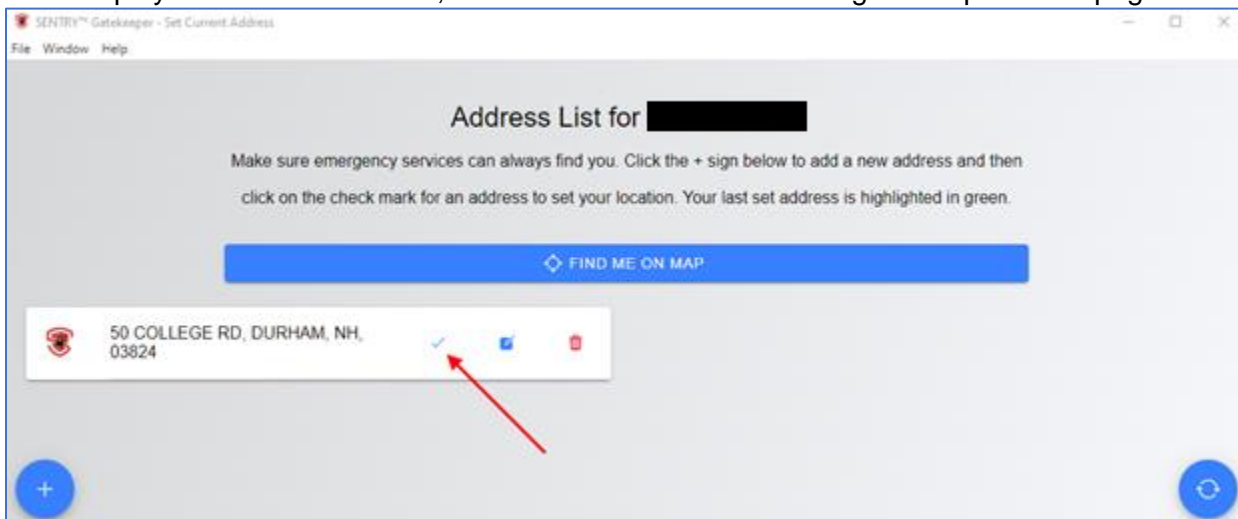 SENTRY™ Gatekeeper - Set Current Address
File Window Help
Address List for
Make sure emergency services can always find you. Click the + sign below to add a new address and then
click on the check mark for an address to set your location. Your last set address is highlighted in green.
FIND ME ON MAP
50 COLLEGE RD, DURHAM, NH,
03824
+